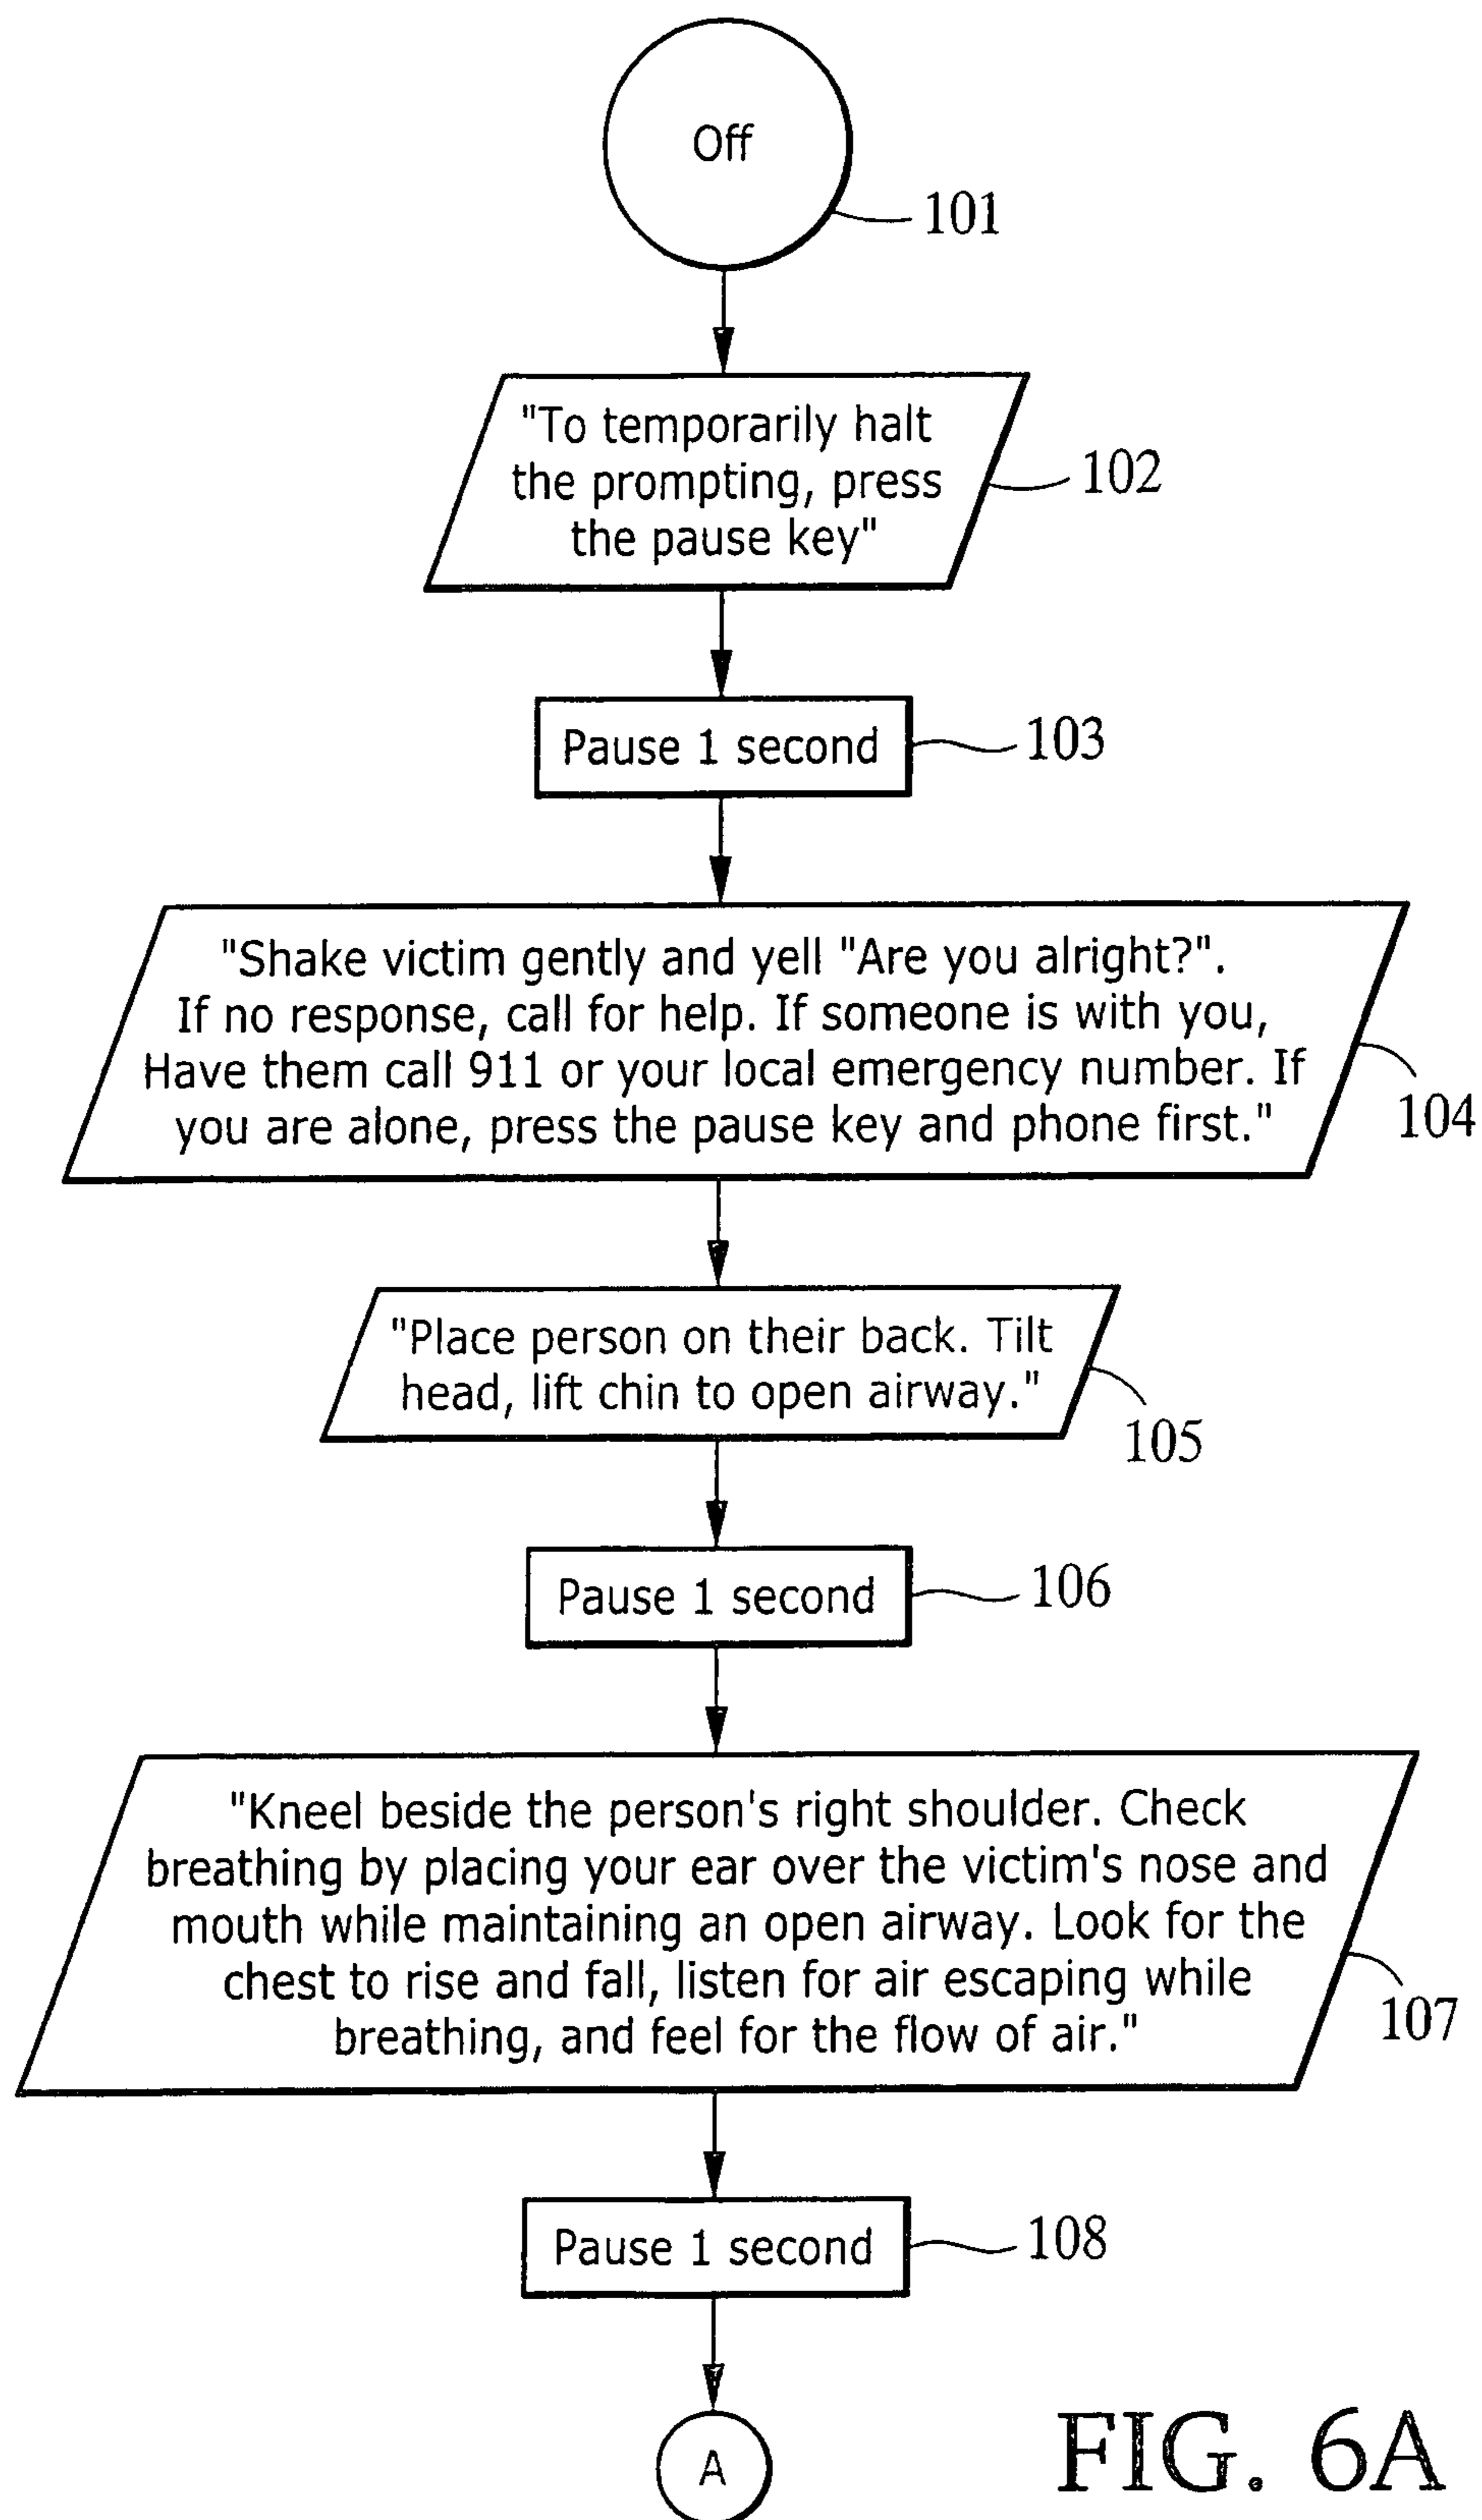 Off
101
"To temporarily halt
the prompting, press
the pause key"
102
Pause 1 second
103
"Shake victim gently and yell "Are you alright?".
If no response, call for help. If someone is with you,
Have them call 911 or your local emergency number. If
you are alone, press the pause key and phone first."
104
"Place person on their back. Tilt
head, lift chin to open airway."
105
Pause 1 second
106
"Kneel beside the person's right shoulder. Check
breathing by placing your ear over the victim's nose and
mouth while maintaining an open airway. Look for the
chest to rise and fall, listen for air escaping while
breathing, and feel for the flow of air."
107
Pause 1 second
108
A
FIG. 6A